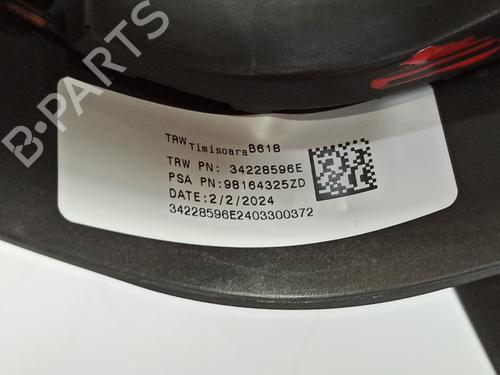 B-PARTS
TRW Timisoara B618
TRW PN: 34228596E
PSA PN:98164325ZD
DATE:2/2/2024
34228596E2403300372